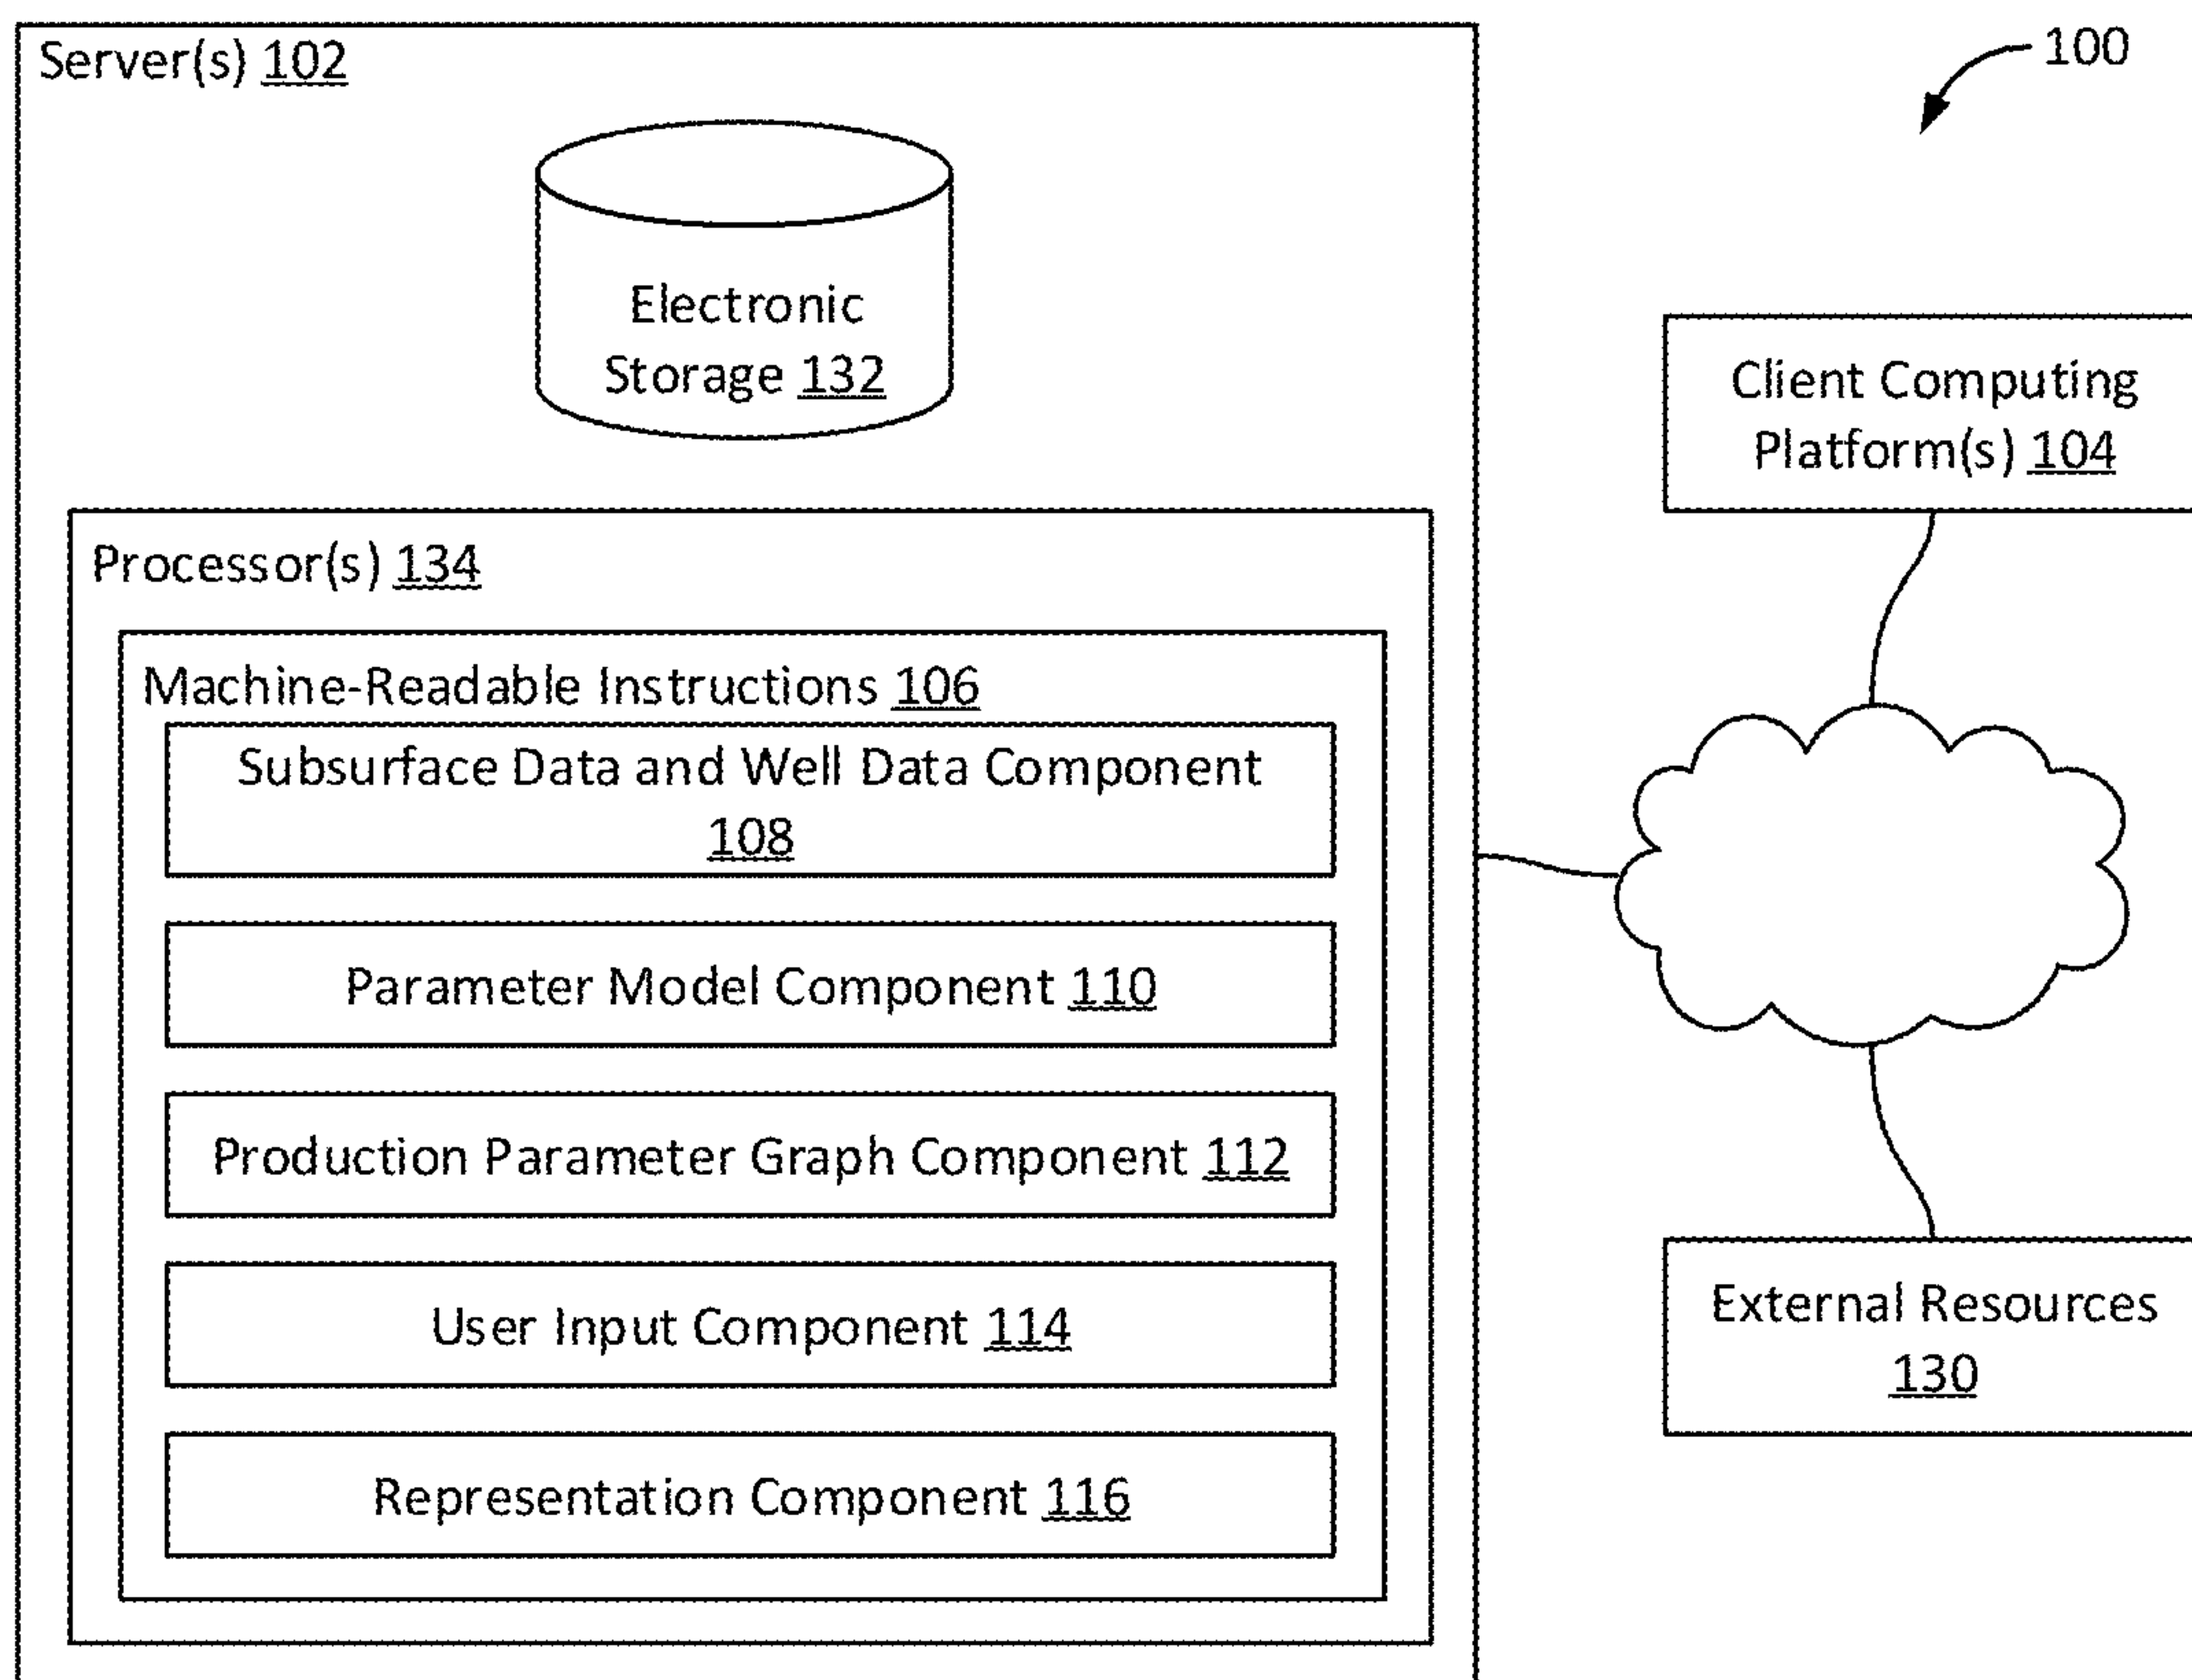 Server(s) 102
100
Electronic
Storage 132
Client Computing
Platform(s) 104
Processor(s) 134
Machine-Readable Instructions 106
Subsurface Data and Well Data Component
108
Parameter Model Component 110
Production Parameter Graph Component 112
User Input Component 114
Representation Component 116
External Resources
130